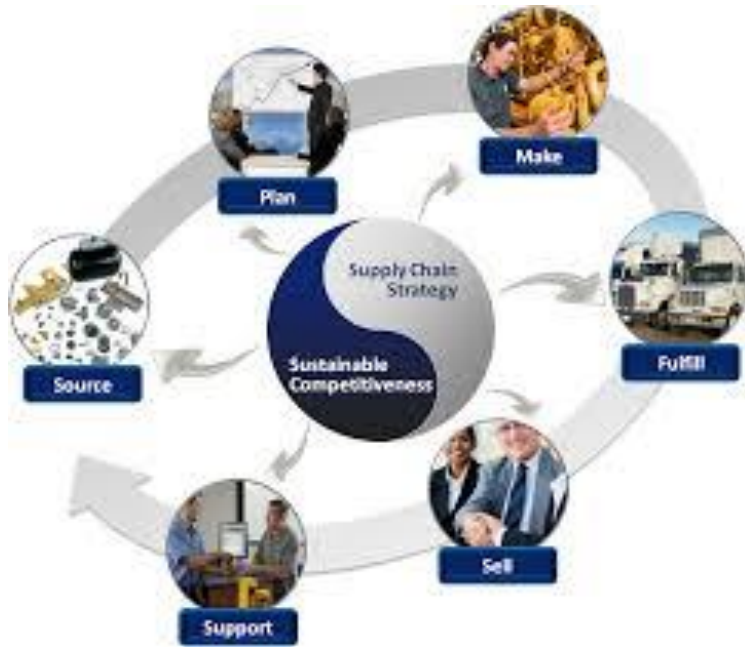 Plan
Make
Supply Chain
Strategy
Fulfill
Sustainable
Competitiveness
Source
Sell
Support